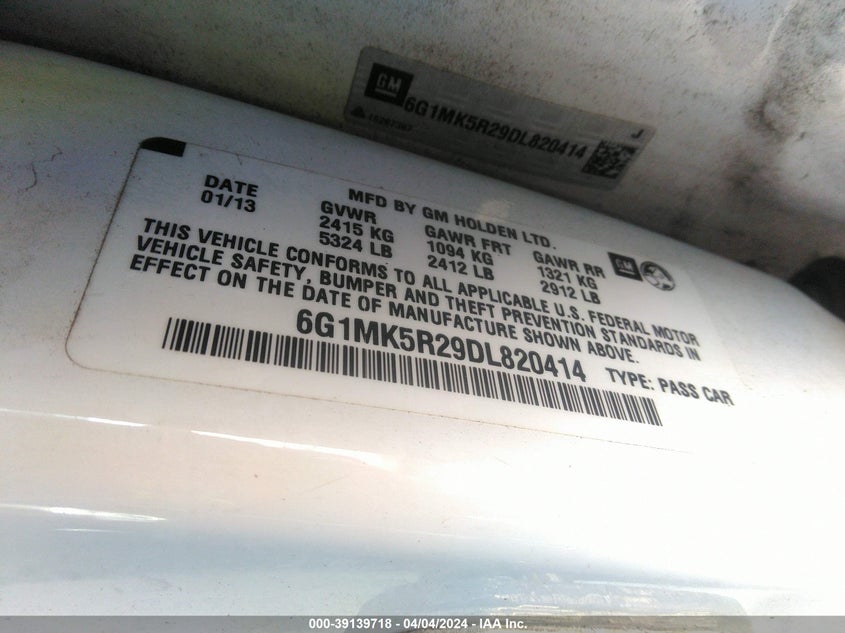 GM
6G1MK5R29DL820414
J
DATE
01/13
MFD BY GM HOLDEN LTD.
GVWR
2415 KG
5324 LB
GAWR FRT
1094 KG
2412 LB
GAWR RR
1321 KG
2912 LB
GM
THIS VEHICLE CONFORMS TO ALL APPLICABLE U.S. FEDERAL MOTOR
VEHICLE SAFETY, BUMPER AND THEFT PREVENTION STANDARDS IN
EFFECT ON THE DATE OF MANUFACTURE SHOWN ABOVE.
6G1MK5R29DL820414
TYPE: PASS CAR
000-39139718 - 04/04/2024 - IAA Inc.